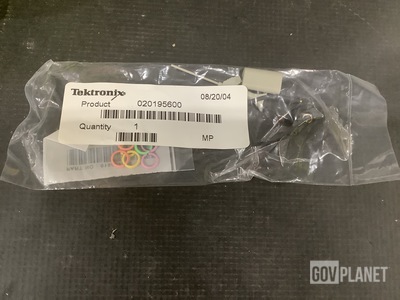 Tektronix
08/20/04
Product 020195600
Quantity 1
MP
GOVPLANET